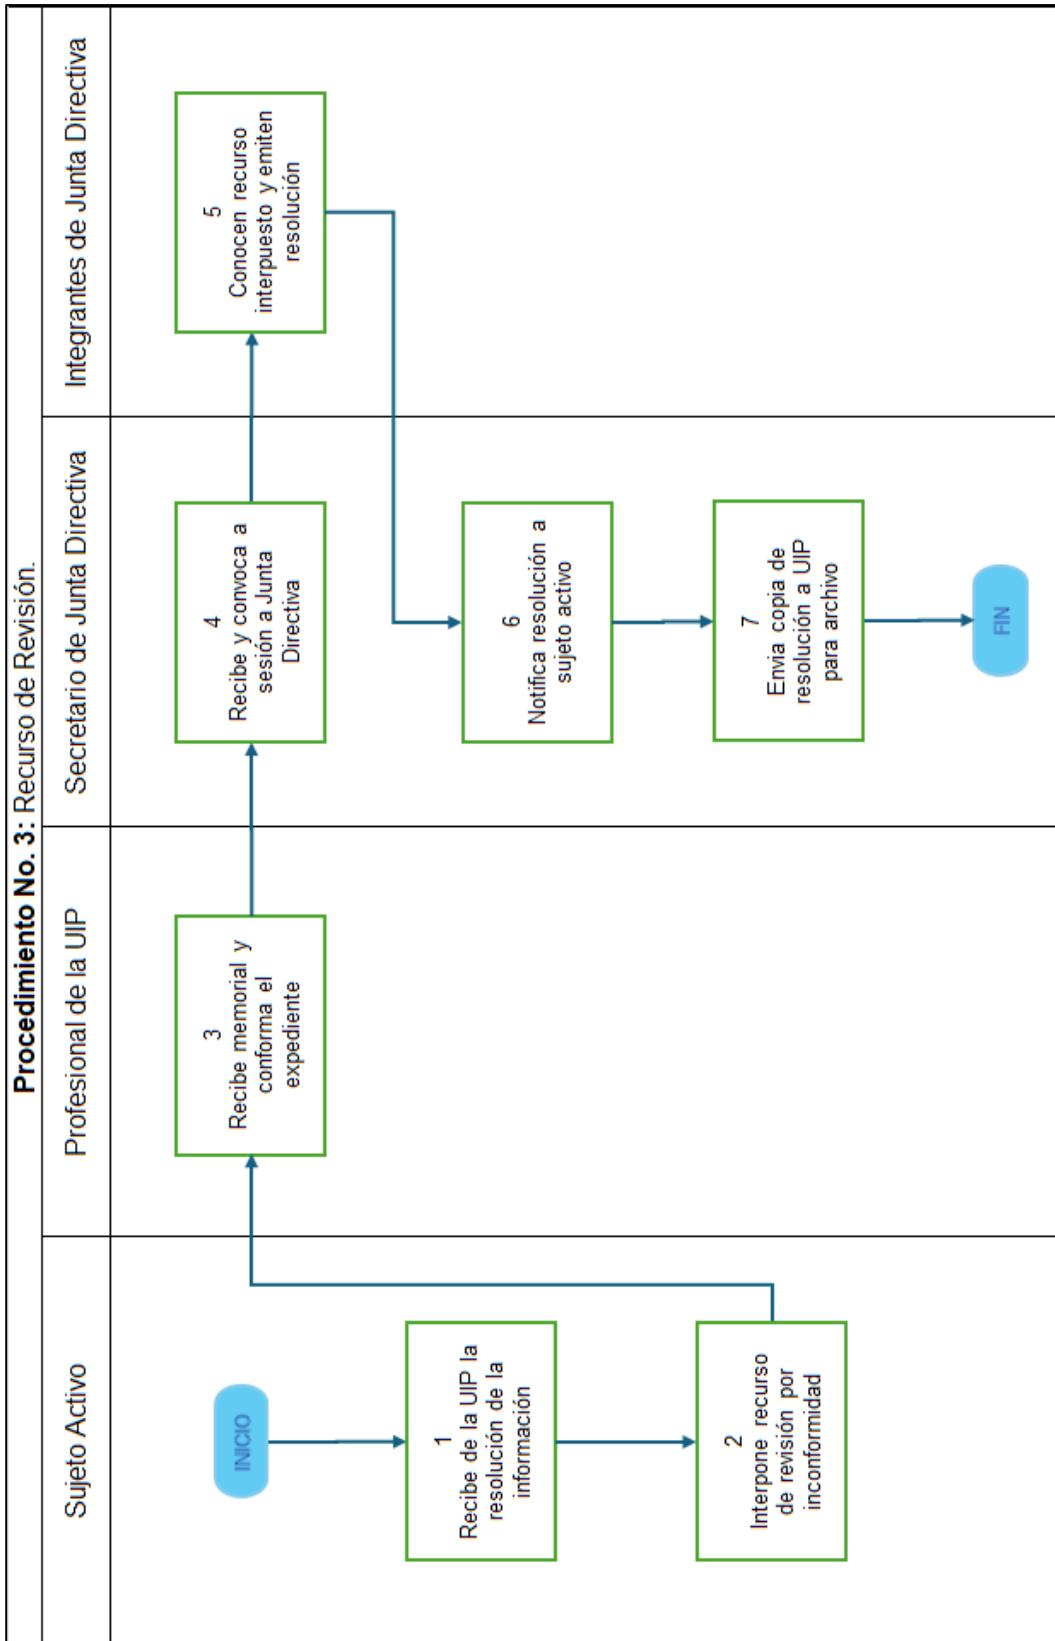 Procedimiento No. 3: Recurso de Revisión.
Sujeto Activo
Profesional de la UIP
Secretario de Junta Directiva
Integrantes de Junta Directiva
INICIO
1
Recibe de la UIP la
resolución de la
información
2
Interpone recurso
de revisión por
inconformidad
3
Recibe memorial y
conforma el
expediente
4
Recibe y convoca a
sesión a Junta
Directiva
5
Conocen recurso
interpuesto y emiten
resolución
6
Notifica resolución a
sujeto activo
7
Envia copia de
resolución a UIP
para archivo
FIN